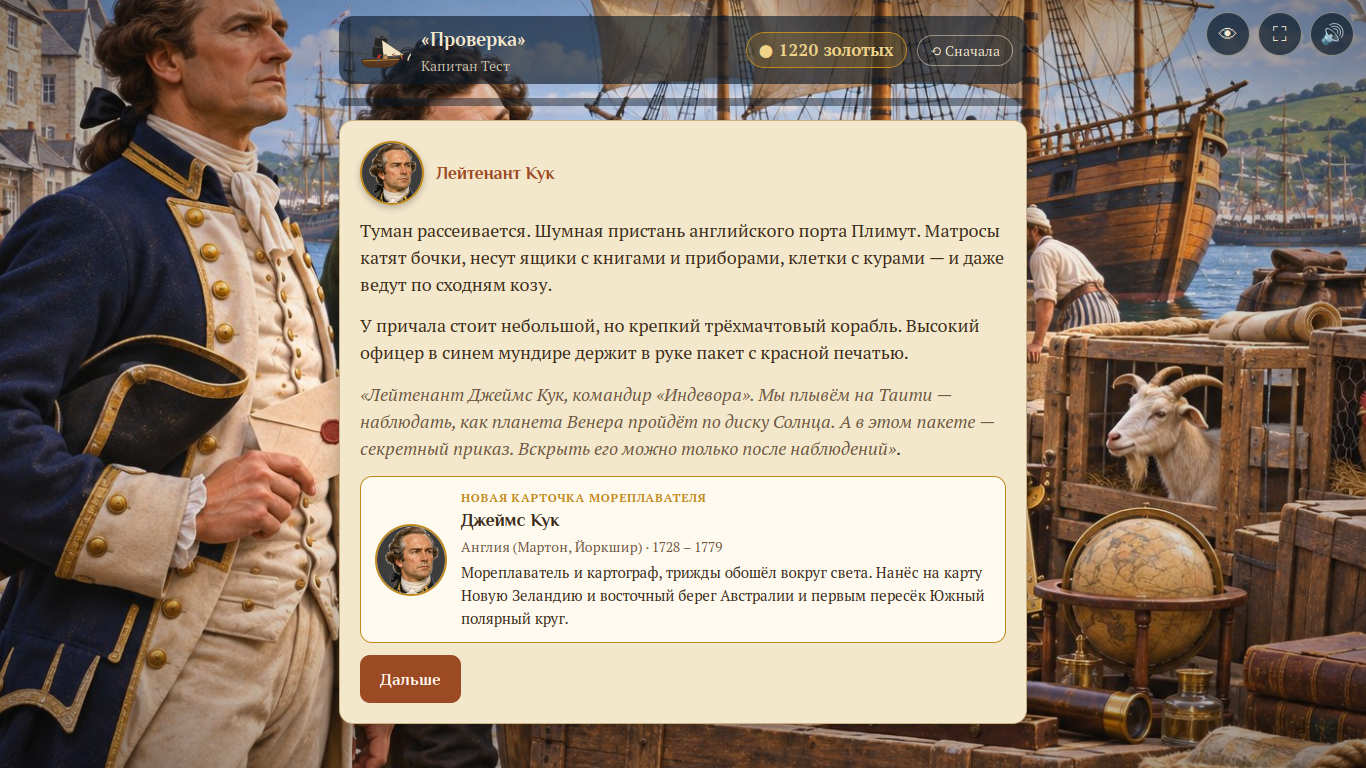 «Проверка»
Капитан Тест
1220 золотых
⟲ Сначала
Лейтенант Кук
Туман рассеивается. Шумная пристань английского порта Плимут. Матросы
катят бочки, несут ящики с книгами и приборами, клетки с курами — и даже
ведут по сходням козу.
У причала стоит небольшой, но крепкий трёхмачтовый корабль. Высокий
офицер в синем мундире держит в руке пакет с красной печатью.
«Лейтенант Джеймс Кук, командир «Индевора». Мы плывём на Таити —
наблюдать, как планета Венера пройдёт по диску Солнца. А в этом пакете —
секретный приказ. Вскрыть его можно только после наблюдений».
НОВАЯ КАРТОЧКА МОРЕПЛАВАТЕЛЯ
Джеймс Кук
Англия (Мартон, Йоркшир) · 1728 – 1779
Мореплаватель и картограф, трижды обошёл вокруг света. Нанёс на карту
Новую Зеландию и восточный берег Австралии и первым пересёк Южный
полярный круг.
Дальше